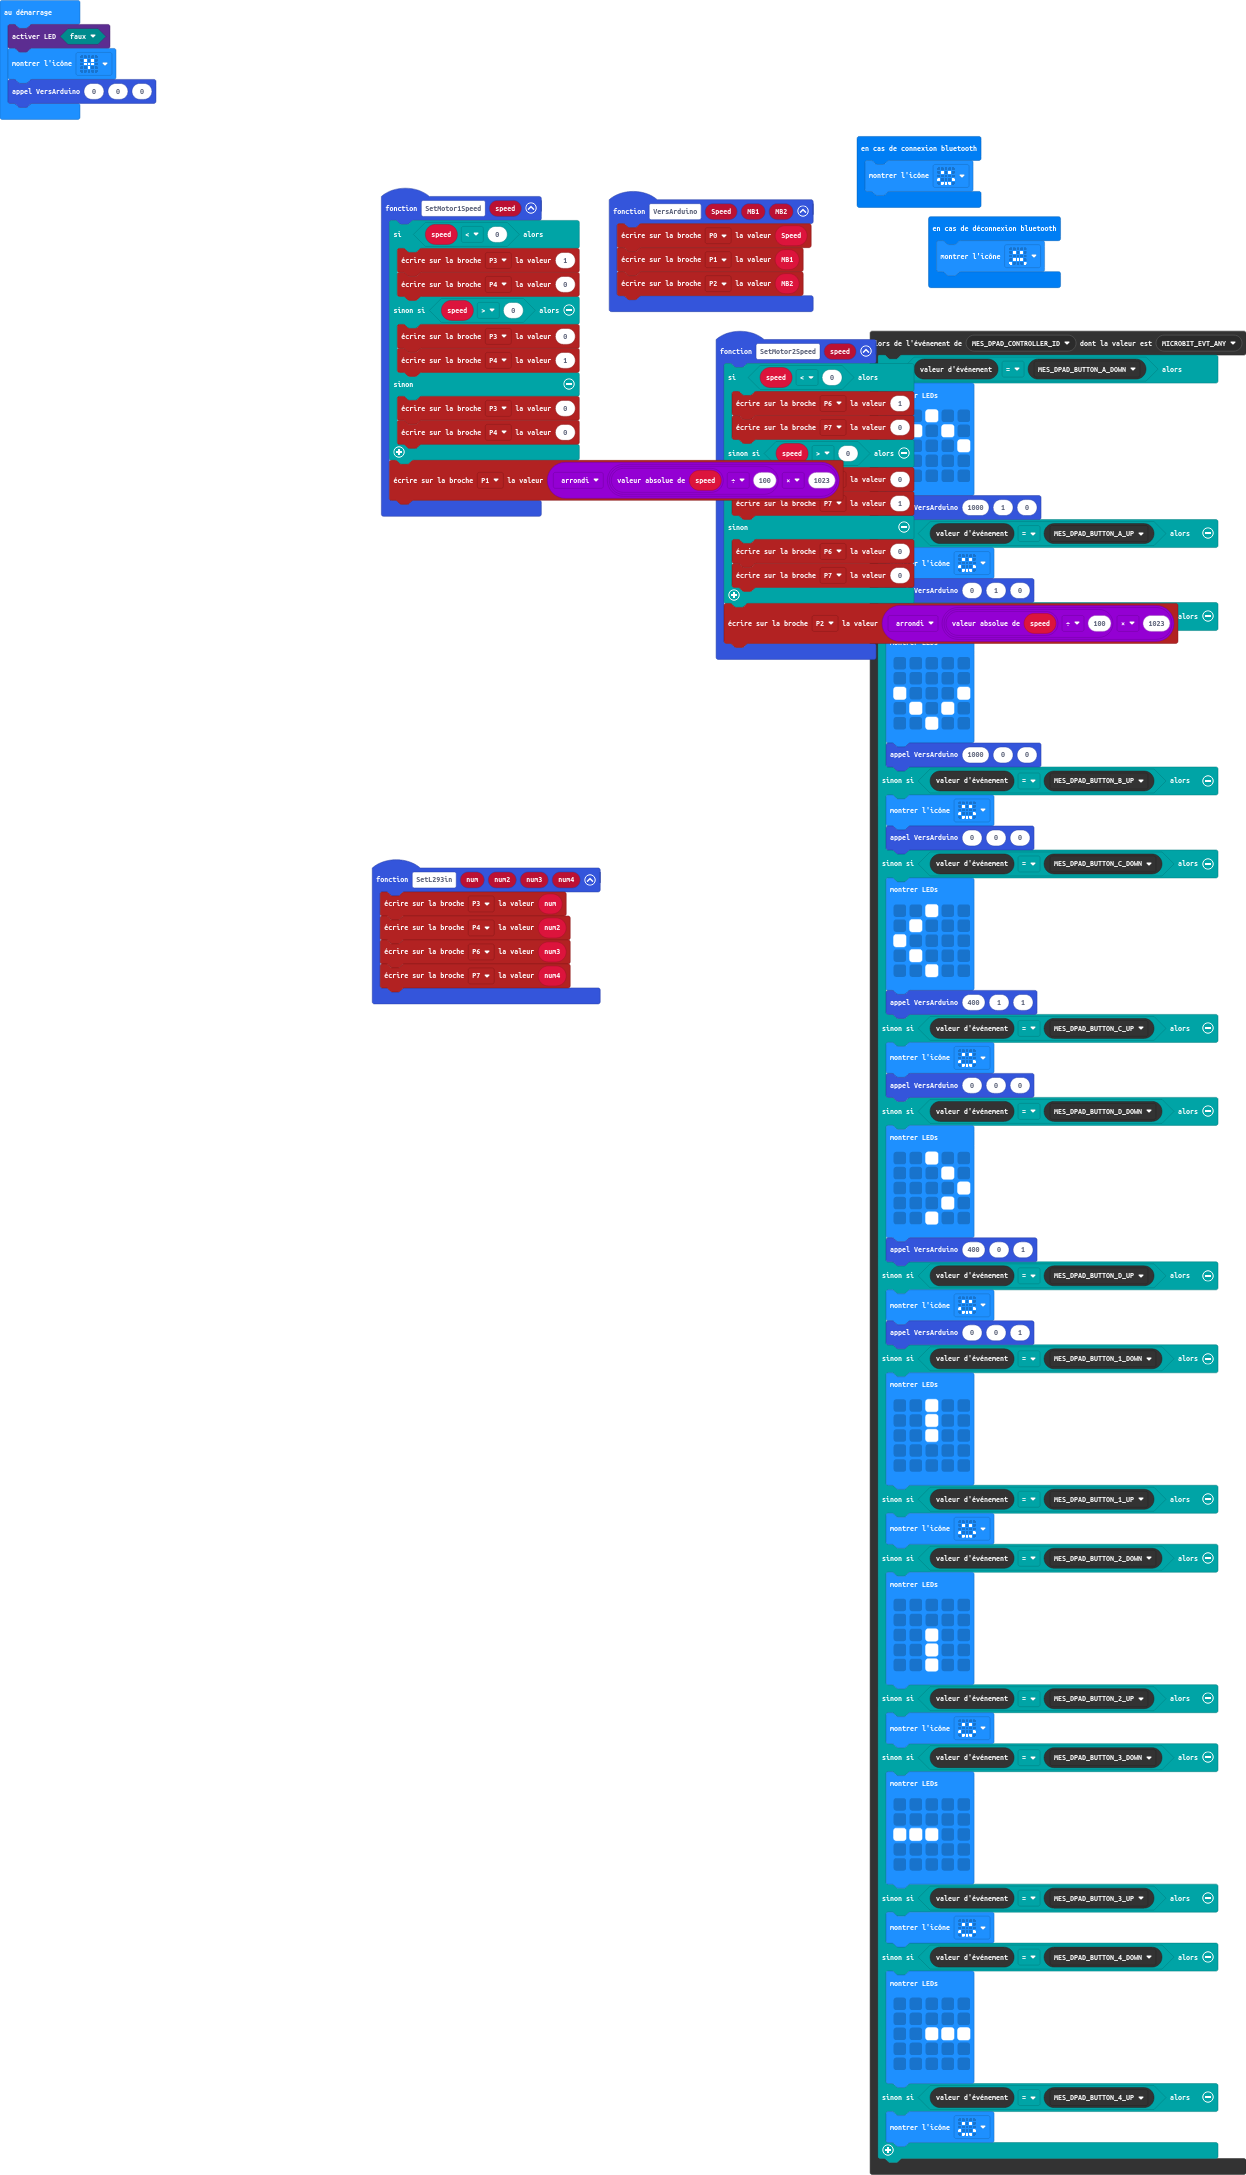 au démarrage
activer LED faux
montrer l'icône
appel VersArduino 0 0 0
en cas de connexion bluetooth
montrer l'icône
en cas de déconnexion bluetooth
montrer l'icône
fonction SetMotor1Speed speed
si speed < 0 alors
écrire sur la broche P3 la valeur 1
écrire sur la broche P4 la valeur 0
sinon si speed > 0 alors
écrire sur la broche P3 la valeur 0
écrire sur la broche P4 la valeur 1
sinon
écrire sur la broche P3 la valeur 0
écrire sur la broche P4 la valeur 0
écrire sur la broche P1 la valeur arrondi valeur absolue de speed ÷ 100 × 1023
fonction VersArduino Speed MB1 MB2
écrire sur la broche P0 la valeur Speed
écrire sur la broche P1 la valeur MB1
écrire sur la broche P2 la valeur MB2
fonction SetMotor2Speed speed
si speed < 0 alors
écrire sur la broche P6 la valeur 1
écrire sur la broche P7 la valeur 0
sinon si speed > 0 alors
la valeur 0
écrire sur la broche P7 la valeur 1
sinon
écrire sur la broche P6 la valeur 0
écrire sur la broche P7 la valeur 0
écrire sur la broche P2 la valeur arrondi valeur absolue de speed ÷ 100 × 1023
fonction SetL293in num num2 num3 num4
écrire sur la broche P3 la valeur num
écrire sur la broche P4 la valeur num2
écrire sur la broche P6 la valeur num3
écrire sur la broche P7 la valeur num4
de l'événement de MES_DPAD_CONTROLLER_ID dont la valeur est MICROBIT_EVT_ANY
valeur d'événement = MES_DPAD_BUTTON_A_DOWN alors
LEDs
VersArduino 1000 1 0
valeur d'événement = MES_DPAD_BUTTON_A_UP alors
l'icône
VersArduino 0 1 0
alors
appel VersArduino 1000 0 0
sinon si valeur d'événement = MES_DPAD_BUTTON_B_UP alors
montrer l'icône
appel VersArduino 0 0 0
sinon si valeur d'événement = MES_DPAD_BUTTON_C_DOWN alors
montrer LEDs
appel VersArduino 400 1 1
sinon si valeur d'événement = MES_DPAD_BUTTON_C_UP alors
montrer l'icône
appel VersArduino 0 0 0
sinon si valeur d'événement = MES_DPAD_BUTTON_D_DOWN alors
montrer LEDs
appel VersArduino 400 0 1
sinon si valeur d'événement = MES_DPAD_BUTTON_D_UP alors
montrer l'icône
appel VersArduino 0 0 1
sinon si valeur d'événement = MES_DPAD_BUTTON_1_DOWN alors
montrer LEDs
sinon si valeur d'événement = MES_DPAD_BUTTON_1_UP alors
montrer l'icône
sinon si valeur d'événement = MES_DPAD_BUTTON_2_DOWN alors
montrer LEDs
sinon si valeur d'événement = MES_DPAD_BUTTON_2_UP alors
montrer l'icône
sinon si valeur d'événement = MES_DPAD_BUTTON_3_DOWN alors
montrer LEDs
sinon si valeur d'événement = MES_DPAD_BUTTON_3_UP alors
montrer l'icône
sinon si valeur d'événement = MES_DPAD_BUTTON_4_DOWN alors
montrer LEDs
sinon si valeur d'événement = MES_DPAD_BUTTON_4_UP alors
montrer l'icône